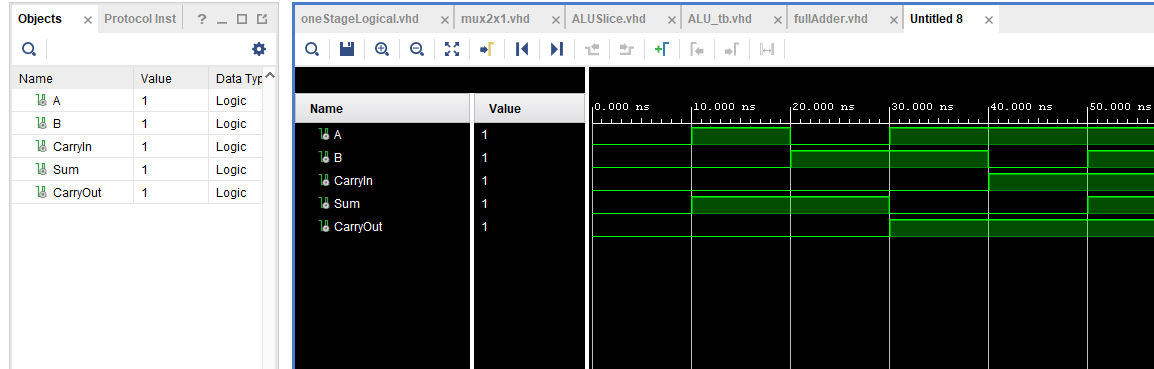 Objects Protocol Inst ?
Name Value Data Typ
A 1 Logic
B 1 Logic
CarryIn 1 Logic
Sum 1 Logic
CarryOut 1 Logic
oneStageLogical.vhd mux2x1.vhd ALUSlice.vhd ALU_tb.vhd fullAdder.vhd Untitled 8
Name Value
0.000 ns 10.000 ns 20.000 ns 30.000 ns 40.000 ns 50.000 ns
A 1
B 1
CarryIn 1
Sum 1
CarryOut 1